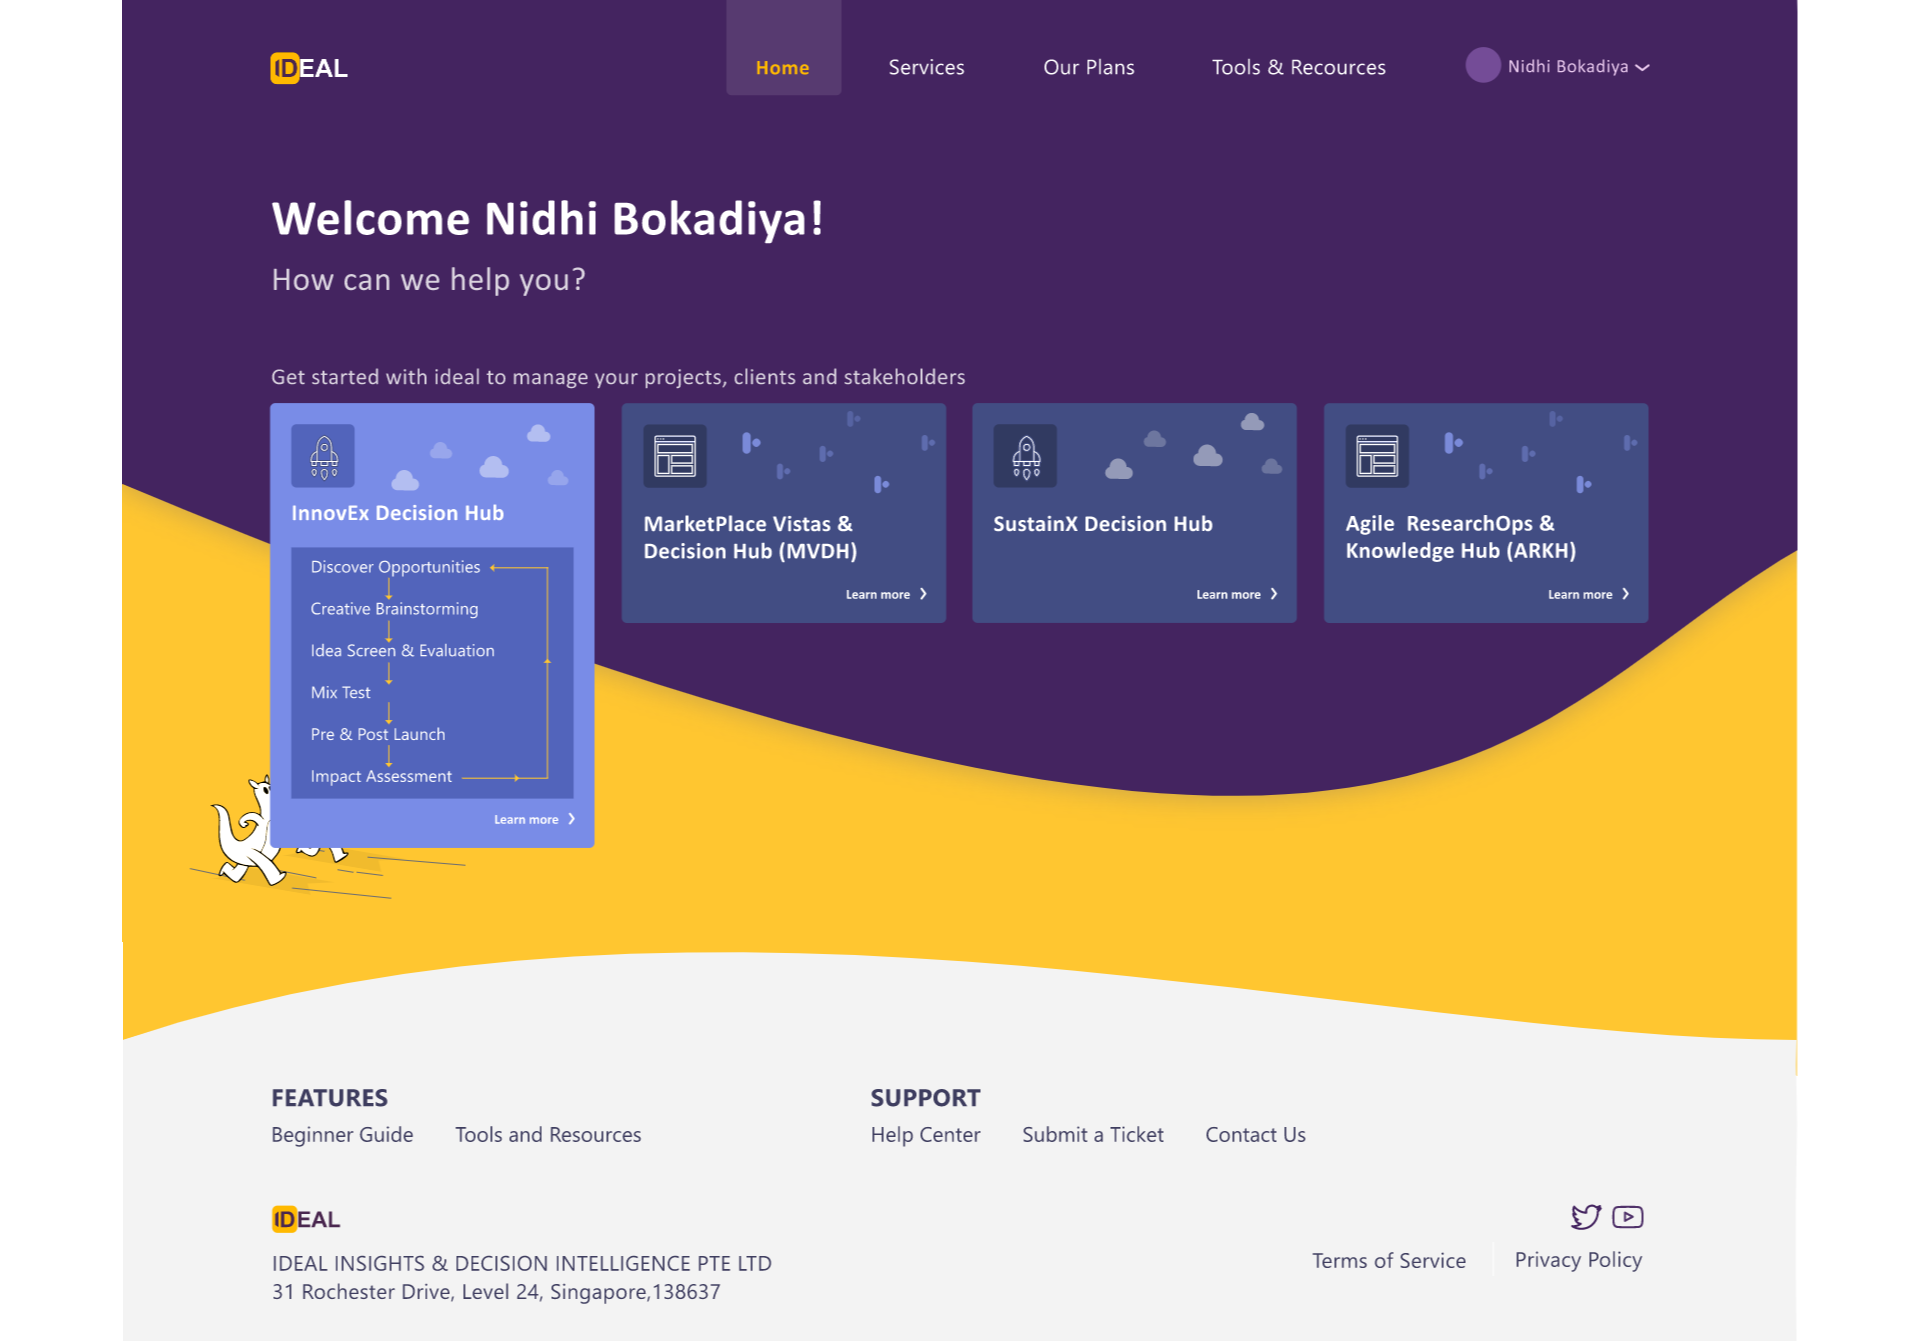 IDEAL
Home
Services
Our Plans
Tools & Recources
Nidhi Bokadiya
Welcome Nidhi Bokadiya!
How can we help you?
Get started with ideal to manage your projects, clients and stakeholders
InnovEx Decision Hub
Discover Opportunities
Creative Brainstorming
Idea Screen & Evaluation
Mix Test
Pre & Post Launch
Impact Assessment
Learn more
MarketPlace Vistas &
Decision Hub (MVDH)
Learn more
SustainX Decision Hub
Learn more
Agile ResearchOps &
Knowledge Hub (ARKH)
Learn more
FEATURES
Beginner Guide
Tools and Resources
SUPPORT
Help Center
Submit a Ticket
Contact Us
IDEAL
IDEAL INSIGHTS & DECISION INTELLIGENCE PTE LTD
31 Rochester Drive, Level 24, Singapore,138637
Terms of Service
Privacy Policy